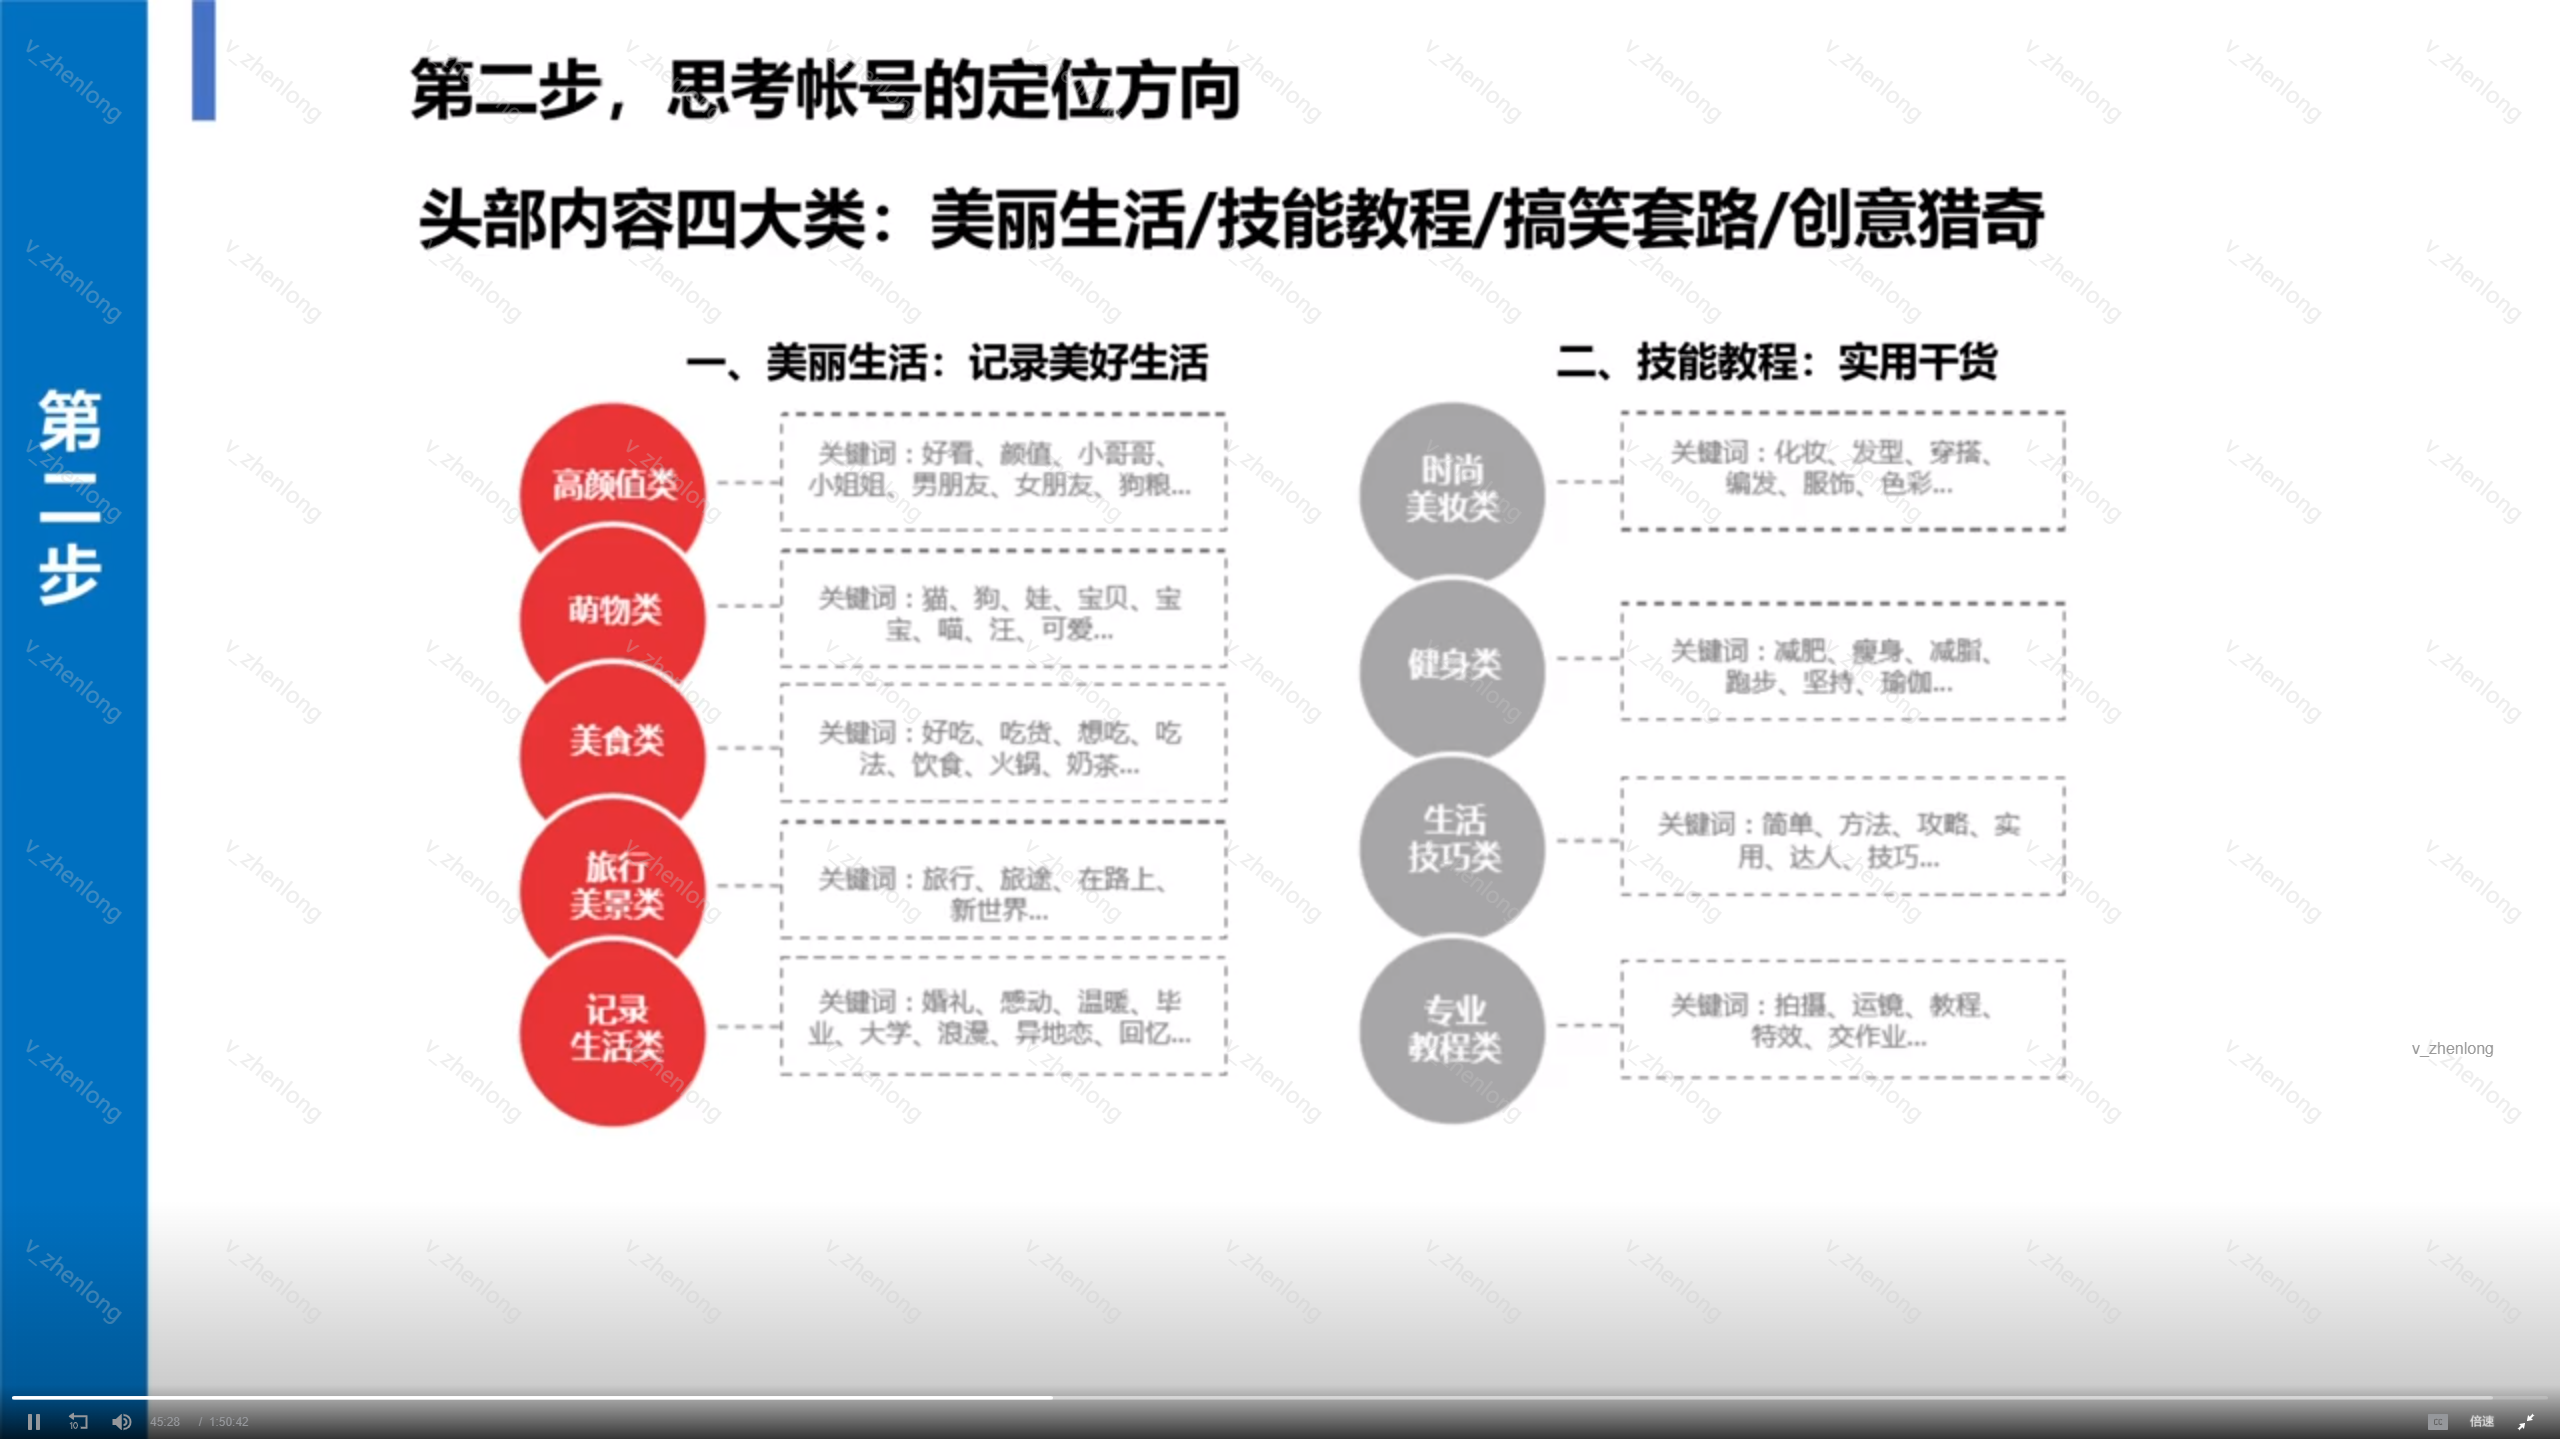 第二步，思考帐号的定位方向
头部内容四大类：美丽生活/技能教程/搞笑套路/创意猎奇
第二步
一、美丽生活：记录美好生活
高颜值类
关键词：好看、颜值、小哥哥、
小姐姐、男朋友、女朋友、狗粮...
萌物类
关键词：猫、狗、娃、宝贝、宝
宝、喵、汪、可爱...
美食类
关键词：好吃、吃货、想吃、吃
法、饮食、火锅、奶茶...
旅行
美景类
关键词：旅行、旅途、在路上、
新世界...
记录
生活类
关键词：婚礼、感动、温暖、毕
业、大学、浪漫、异地恋、回忆...
二、技能教程：实用干货
时尚
美妆类
关键词：化妆、发型、穿搭、
编发、服饰、色彩...
健身类
关键词：减肥、瘦身、减脂、
跑步、坚持、瑜伽...
生活
技巧类
关键词：简单、方法、攻略、实
用、达人、技巧...
专业
教程类
关键词：拍摄、运镜、教程、
特效、交作业...
v_zhenlong
45:28 / 1:50:42
倍速